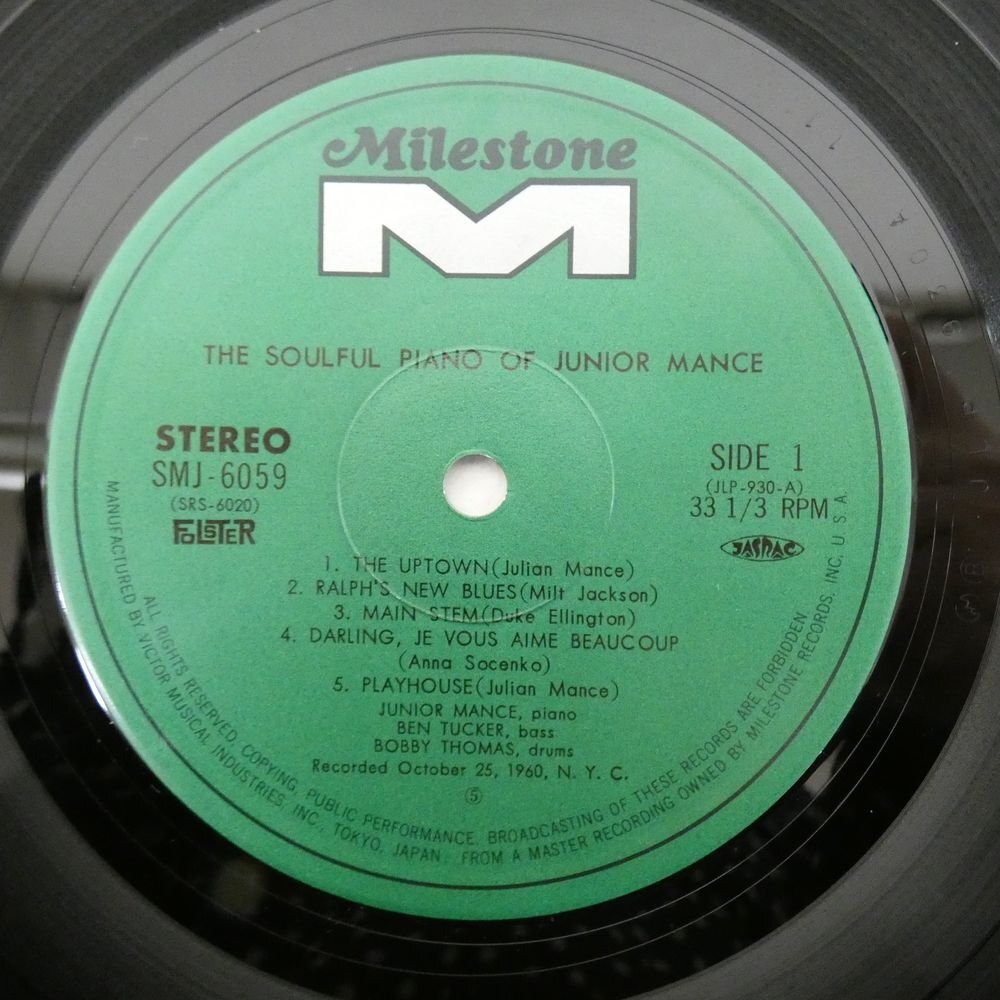 Milestone
M
THE SOULFUL PIANO OF JUNIOR MANCE
STEREO
SMJ-6059
(SRS-6020)
FOLSTER
SIDE 1
(JLP-930-A)
33 1/3 RPM
JASRAC
1. THE UPTOWN(Julian Mance)
2. RALPH'S NEW BLUES(Milt Jackson)
3. MAIN STEM(Duke Ellington)
4. DARLING, JE VOUS AIME BEAUCOUP
(Anna Socenko)
5. PLAYHOUSE(Julian Mance)
JUNIOR MANCE, piano
BEN TUCKER, bass
BOBBY THOMAS, drums
Recorded October 25, 1960, N. Y. C.
⑤
ALL RIGHTS RESERVED, COPYING, PUBLIC PERFORMANCE, BROADCASTING OF THESE RECORDS ARE FORBIDDEN
MANUFACTURED BY VICTOR MUSICAL INDUSTRIES, INC., TOKYO, JAPAN. FROM A MASTER RECORDING OWNED BY MILESTONE RECORDS, INC. U. S. A.